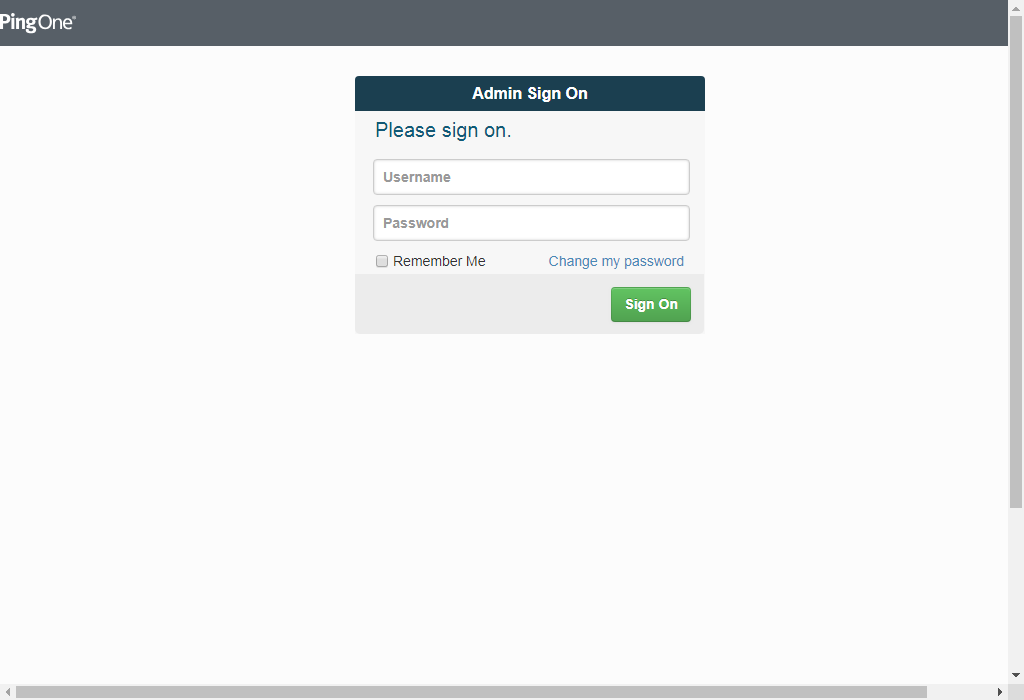 PingOne®
Admin Sign On
Please sign on.
Username
Password
Remember Me
Change my password
Sign On